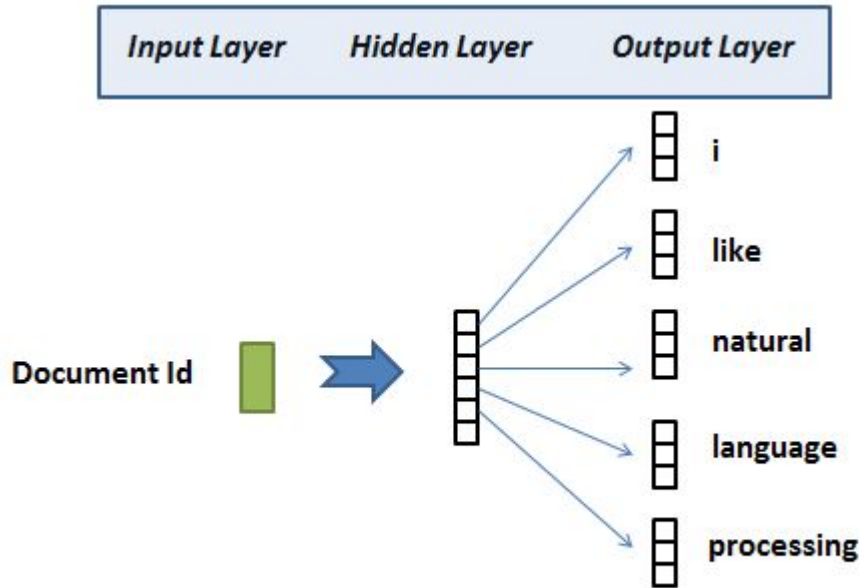 Input Layer Hidden Layer Output Layer
i
like
natural
Document Id
language
processing